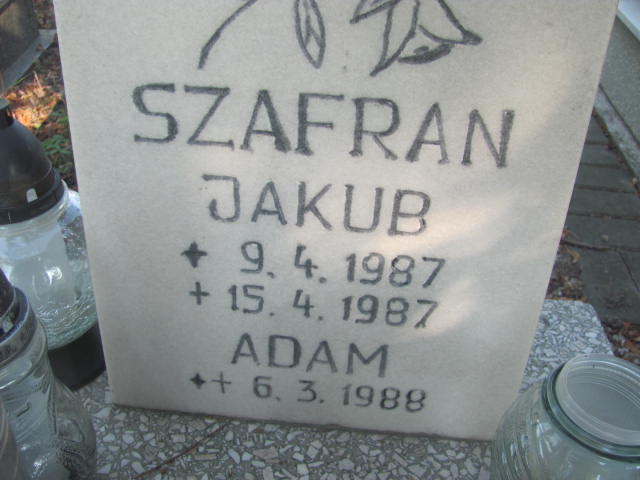 SZAFRAN
JAKUB
✦ 9. 4. 1987
+ 15. 4. 1987
ADAM
✦+ 6. 3. 1988